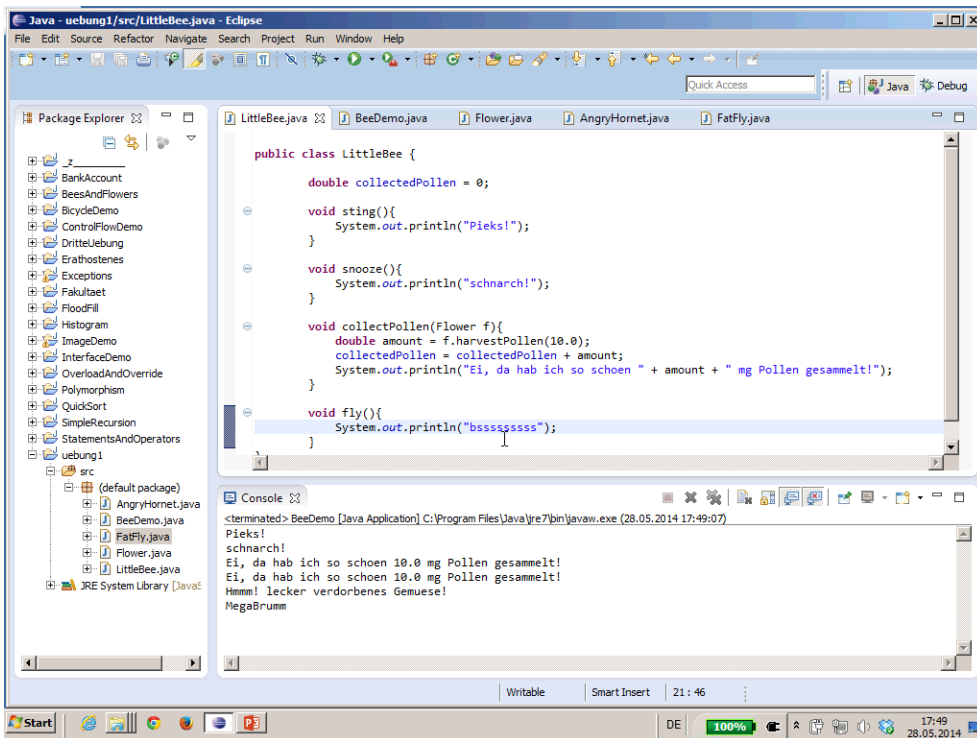 Java - uebung1/src/LittleBee.java - Eclipse
File Edit Source Refactor Navigate Search Project Run Window Help
Quick Access
Java Debug
Package Explorer
_z_________
BankAccount
BeesAndFlowers
BicycleDemo
ControlFlowDemo
DritteUebung
Erathostenes
Exceptions
Fakultaet
FloodFill
Histogram
ImageDemo
InterfaceDemo
OverloadAndOverride
Polymorphism
QuickSort
SimpleRecursion
StatementsAndOperators
uebung1
src
(default package)
AngryHornet.java
BeeDemo.java
FatFly.java
Flower.java
LittleBee.java
JRE System Library [JavaS
LittleBee.java BeeDemo.java Flower.java AngryHornet.java FatFly.java
public class LittleBee {
double collectedPollen = 0;
void sting(){
System.out.println("Pieks!");
}
void snooze(){
System.out.println("schnarch!");
}
void collectPollen(Flower f){
double amount = f.harvestPollen(10.0);
collectedPollen = collectedPollen + amount;
System.out.println("Ei, da hab ich so schoen " + amount + " mg Pollen gesammelt!");
}
void fly(){
System.out.println("bsssssssss");
}
Console
<terminated> BeeDemo [Java Application] C:\Program Files\Java\jre7\bin\javaw.exe (28.05.2014 17:49:07)
Pieks!
schnarch!
Ei, da hab ich so schoen 10.0 mg Pollen gesammelt!
Ei, da hab ich so schoen 10.0 mg Pollen gesammelt!
Hmmm! lecker verdorbenes Gemuese!
MegaBrumm
Writable Smart Insert 21 : 46
Start DE 100% 17:49
28.05.2014